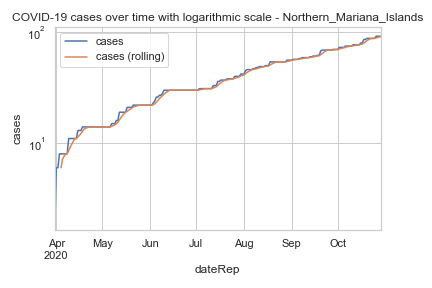 COVID-19 cases over time with logarithmic scale - Northern_Mariana_Islands
10²
cases
cases (rolling)
cases
10¹
Apr
2020
May
Jun
Jul
Aug
Sep
Oct
dateRep